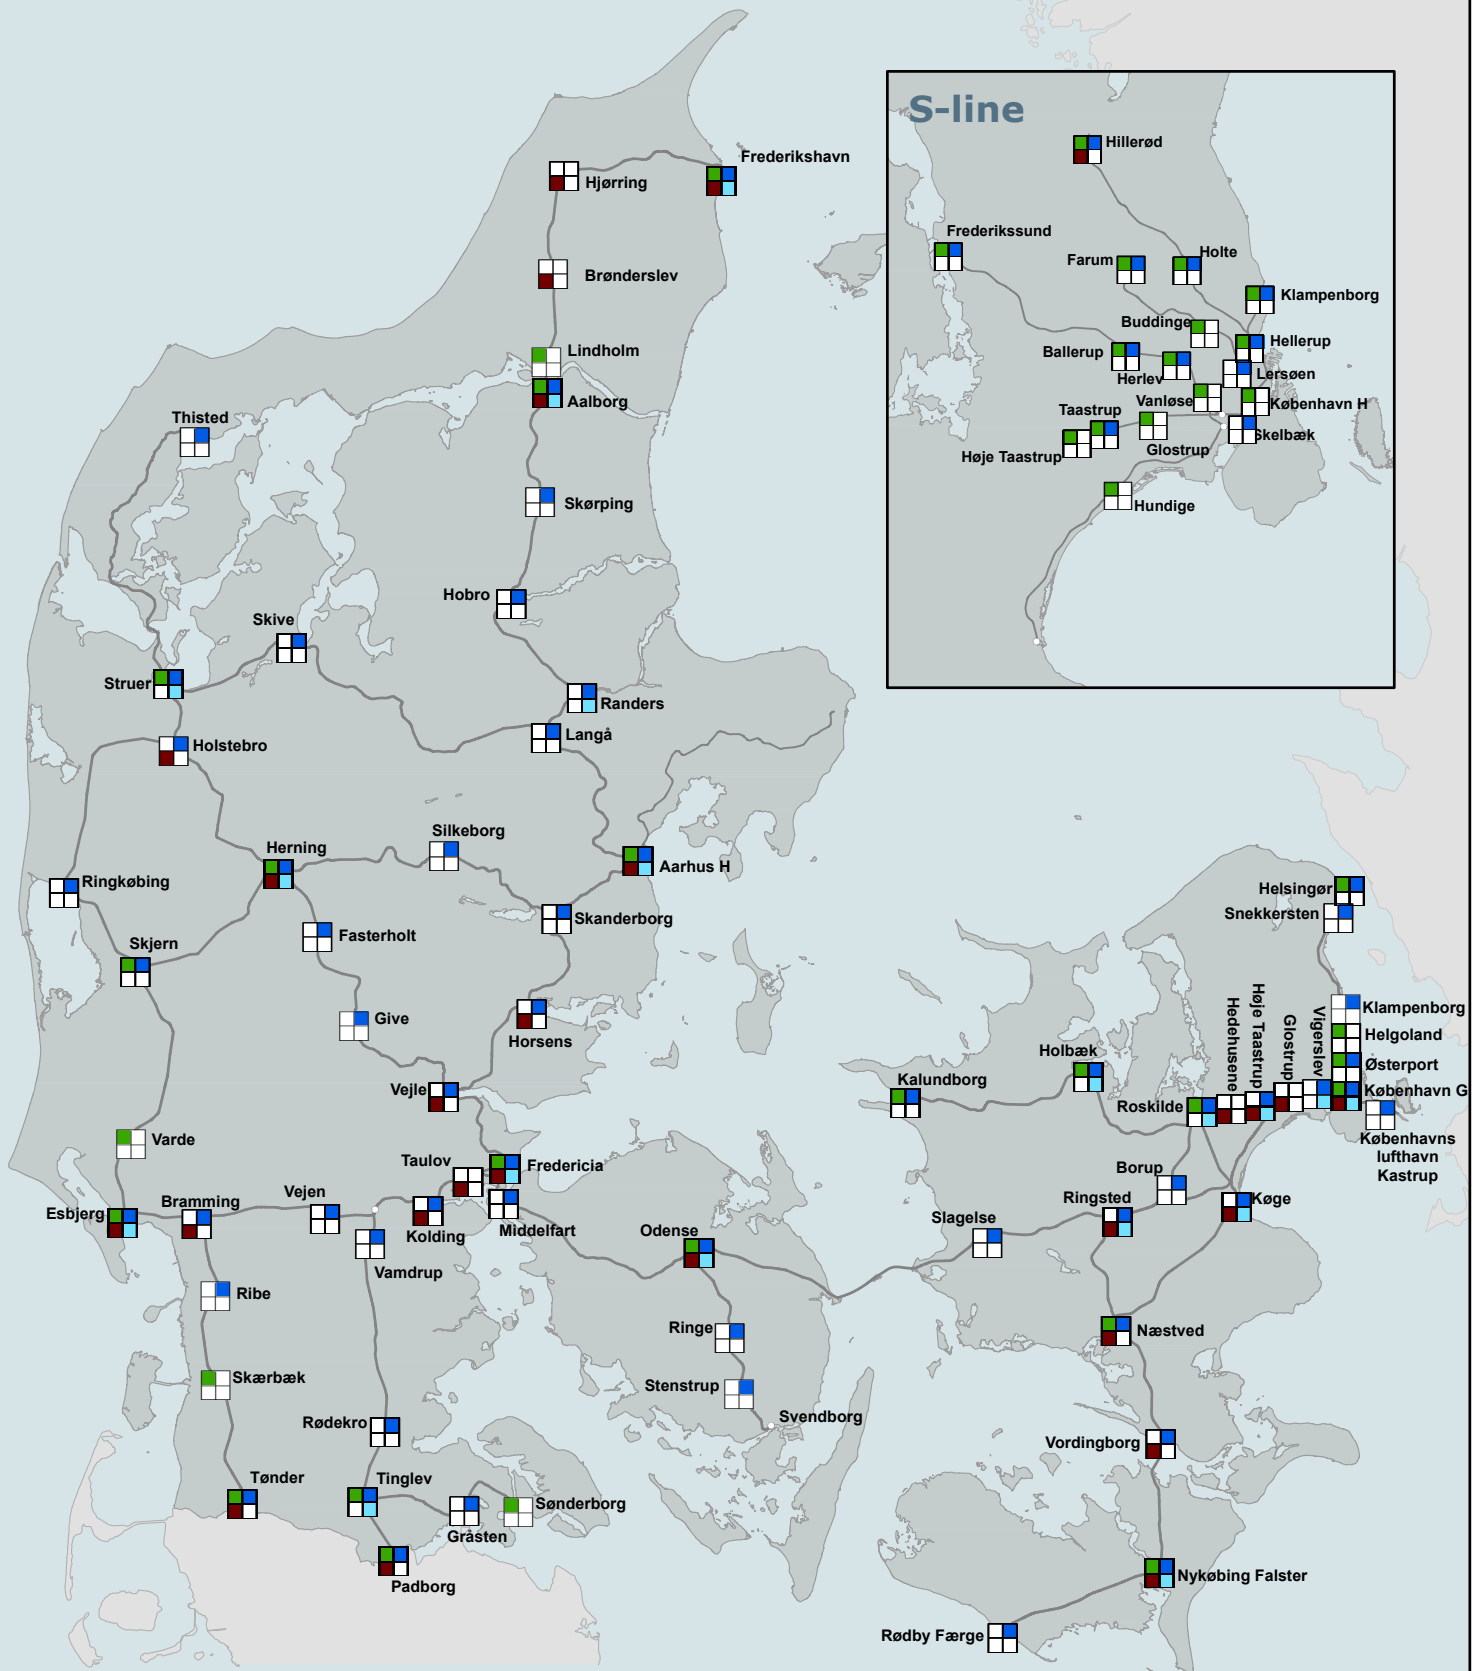 S-line
Hillerød
Frederikssund
Farum
Holte
Klampenborg
Buddinge
Hellerup
Ballerup
Herlev
Lersøen
Vanløse
København H
Taastrup
Skelbæk
Glostrup
Høje Taastrup
Hundige
Frederikshavn
Hjørring
Brønderslev
Lindholm
Aalborg
Thisted
Skørping
Hobro
Skive
Struer
Randers
Langå
Holstebro
Silkeborg
Herning
Aarhus H
Ringkøbing
Skanderborg
Fasterholt
Skjern
Give
Horsens
Vejle
Varde
Taulov
Fredericia
Bramming
Vejen
Esbjerg
Kolding
Middelfart
Odense
Vamdrup
Ribe
Ringe
Skærbæk
Stenstrup
Svendborg
Rødekro
Tønder
Tinglev
Sønderborg
Gråsten
Padborg
Helsingør
Snekkersten
Klampenborg
Helgoland
Østerport
København G
Københavns
lufthavn
Kastrup
Vigerslev
Glostrup
Høje Taastrup
Hedehusene
Holbæk
Kalundborg
Roskilde
Borup
Ringsted
Køge
Slagelse
Næstved
Vordingborg
Nykøbing Falster
Rødby Færge